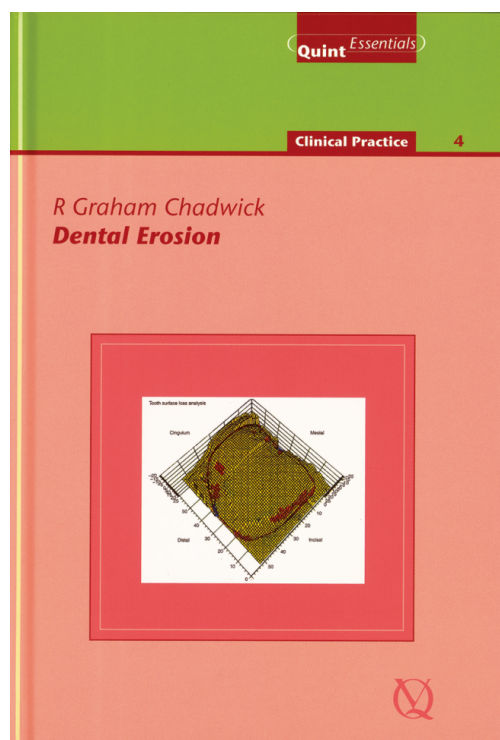 Quint Essentials
Clinical Practice 4
R Graham Chadwick
Dental Erosion
Tooth surface loss analysis
Cingulum Mesial
Distal Incisal